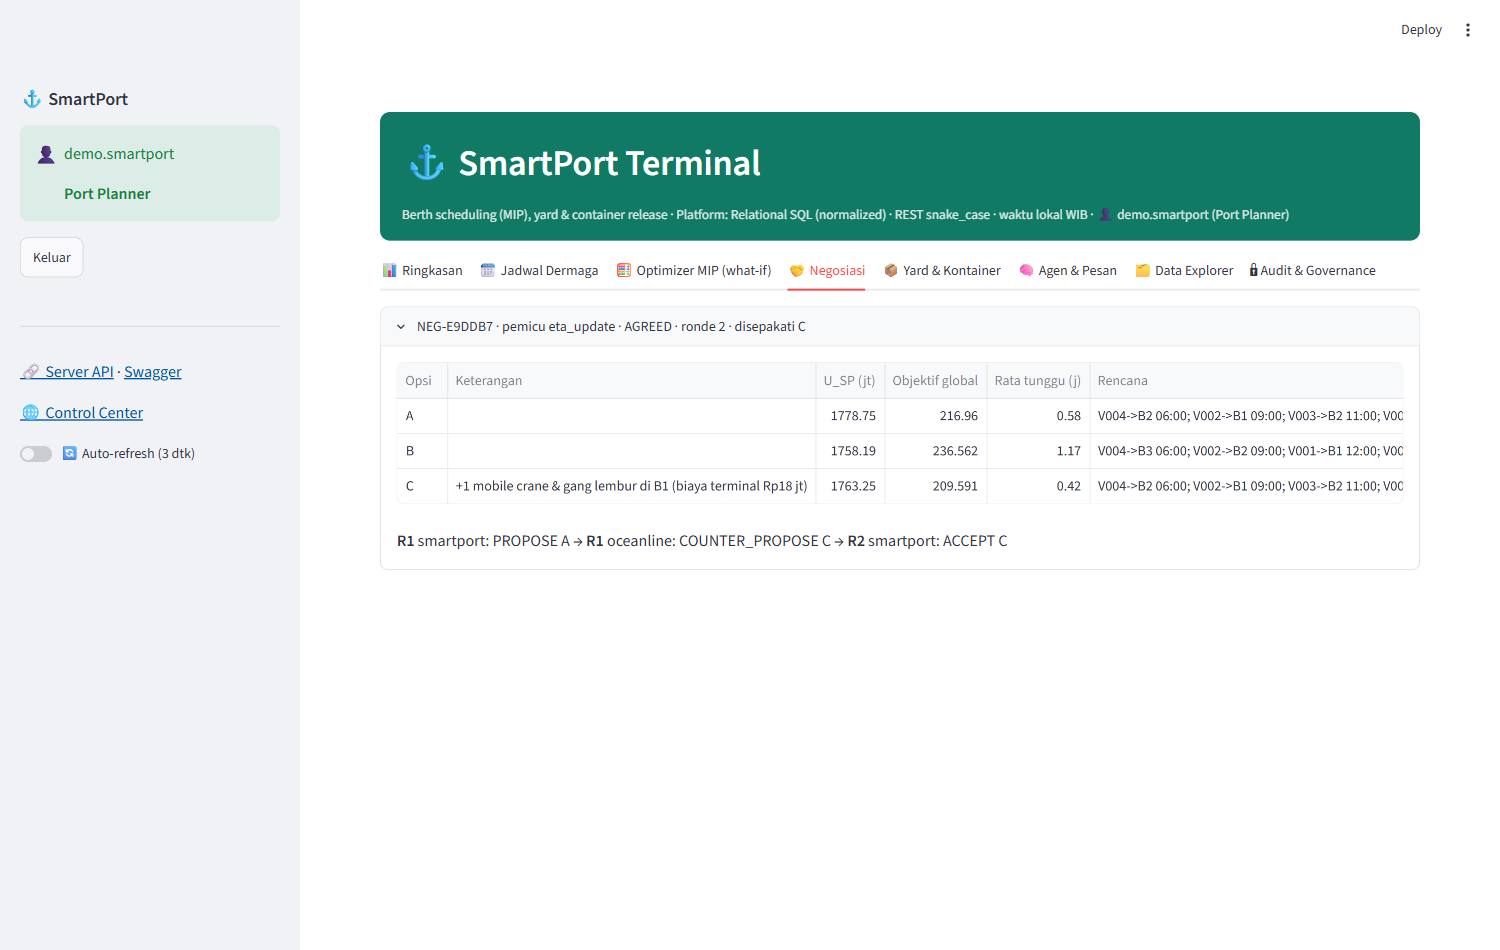 Deploy
SmartPort
demo.smartport
Port Planner
Keluar
Server API · Swagger
Control Center
Auto-refresh (3 dtk)
SmartPort Terminal
Berth scheduling (MIP), yard & container release · Platform: Relational SQL (normalized) · REST snake_case · waktu lokal WIB · demo.smartport (Port Planner)
Ringkasan Jadwal Dermaga Optimizer MIP (what-if) Negosiasi Yard & Kontainer Agen & Pesan Data Explorer Audit & Governance
NEG-E9DDB7 · pemicu eta_update · AGREED · ronde 2 · disepakati C
Opsi Keterangan U_SP (jt) Objektif global Rata tunggu (j) Rencana
A 1778.75 216.96 0.58 V004->B2 06:00; V002->B1 09:00; V003->B2 11:00; V00
B 1758.19 236.562 1.17 V004->B3 06:00; V002->B2 09:00; V001->B1 12:00; V00
C +1 mobile crane & gang lembur di B1 (biaya terminal Rp18 jt) 1763.25 209.591 0.42 V004->B2 06:00; V002->B1 09:00; V003->B2 11:00; V00
R1 smartport: PROPOSE A → R1 oceanline: COUNTER_PROPOSE C → R2 smartport: ACCEPT C